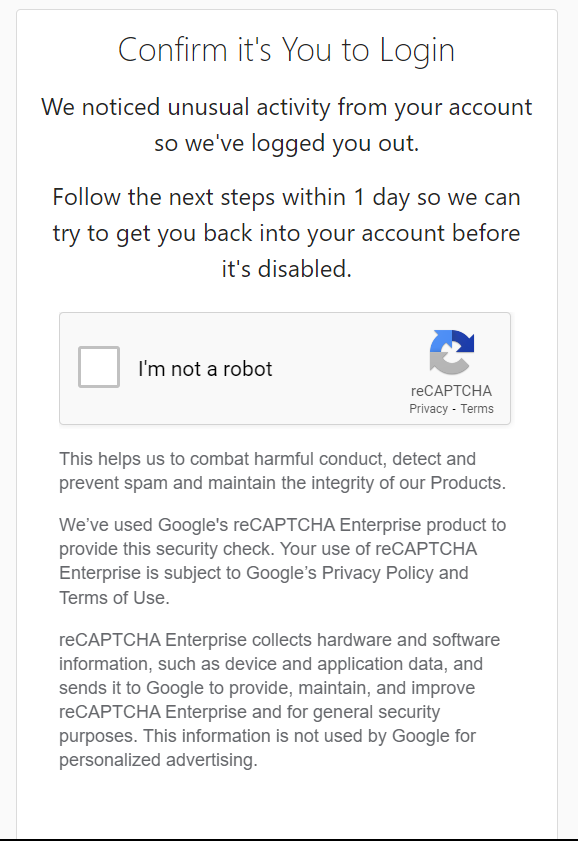 Confirm it's You to Login
We noticed unusual activity from your account
so we've logged you out.
Follow the next steps within 1 day so we can
try to get you back into your account before
it's disabled.
I'm not a robot
reCAPTCHA
Privacy - Terms
This helps us to combat harmful conduct, detect and
prevent spam and maintain the integrity of our Products.
We’ve used Google's reCAPTCHA Enterprise product to
provide this security check. Your use of reCAPTCHA
Enterprise is subject to Google’s Privacy Policy and
Terms of Use.
reCAPTCHA Enterprise collects hardware and software
information, such as device and application data, and
sends it to Google to provide, maintain, and improve
reCAPTCHA Enterprise and for general security
purposes. This information is not used by Google for
personalized advertising.